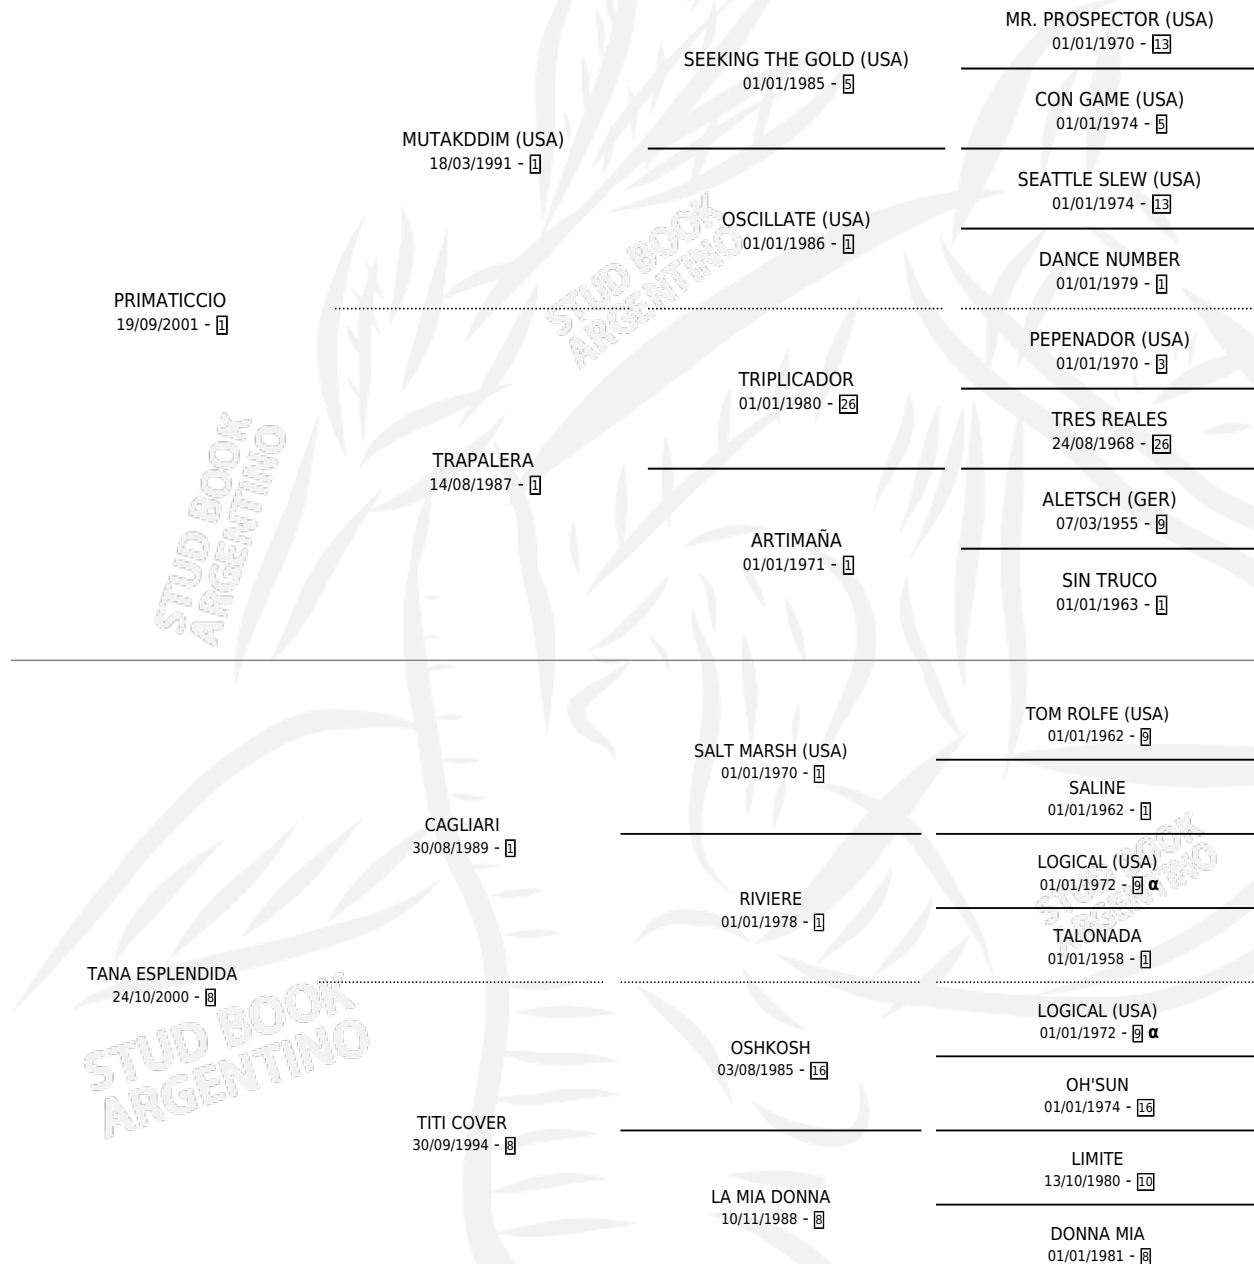 MR. PROSPECTOR (USA)
01/01/1970 - 13
SEEKING THE GOLD (USA)
01/01/1985 - 5
CON GAME (USA)
01/01/1974 - 5
MUTAKDDIM (USA)
18/03/1991 - 1
SEATTLE SLEW (USA)
01/01/1974 - 13
OSCILLATE (USA)
01/01/1986 - 1
DANCE NUMBER
01/01/1979 - 1
PRIMATICCIO
19/09/2001 - 1
PEPENADOR (USA)
01/01/1970 - 3
TRIPLICADOR
01/01/1980 - 26
TRES REALES
24/08/1968 - 26
TRAPALERA
14/08/1987 - 1
ALETSCH (GER)
07/03/1955 - 9
ARTIMAÑA
01/01/1971 - 1
SIN TRUCO
01/01/1963 - 1
TOM ROLFE (USA)
01/01/1962 - 9
SALT MARSH (USA)
01/01/1970 - 1
SALINE
01/01/1962 - 1
CAGLIARI
30/08/1989 - 1
LOGICAL (USA)
01/01/1972 - 9 α
RIVIERE
01/01/1978 - 1
TALONADA
01/01/1958 - 1
TANA ESPLENDIDA
24/10/2000 - 8
LOGICAL (USA)
01/01/1972 - 9 α
OSHKOSH
03/08/1985 - 16
OH'SUN
01/01/1974 - 16
TITI COVER
30/09/1994 - 8
LIMITE
13/10/1980 - 10
LA MIA DONNA
10/11/1988 - 8
DONNA MIA
01/01/1981 - 8
STUD BOOK
ARGENTINO
STUD BOOK
ARGENTINO
STUD BOOK
ARGENTINO
STUD BOOK
ARGENTINO